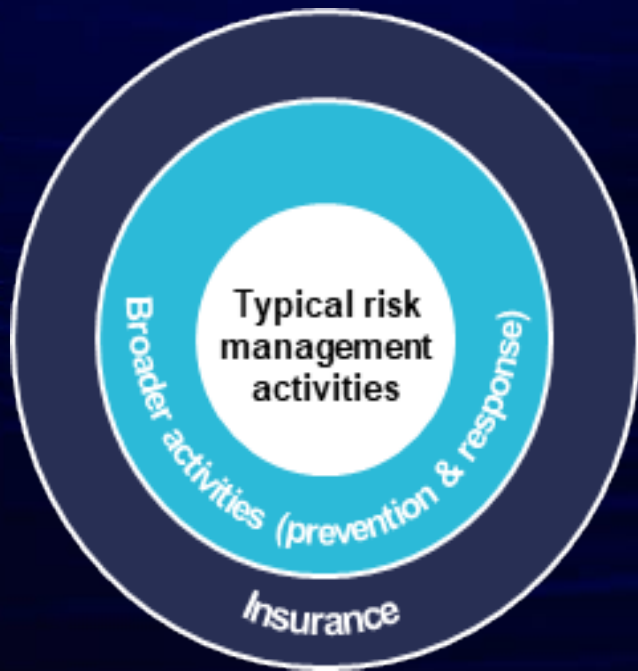 Typical risk
management
activities
Broader activities (prevention & response)
Insurance